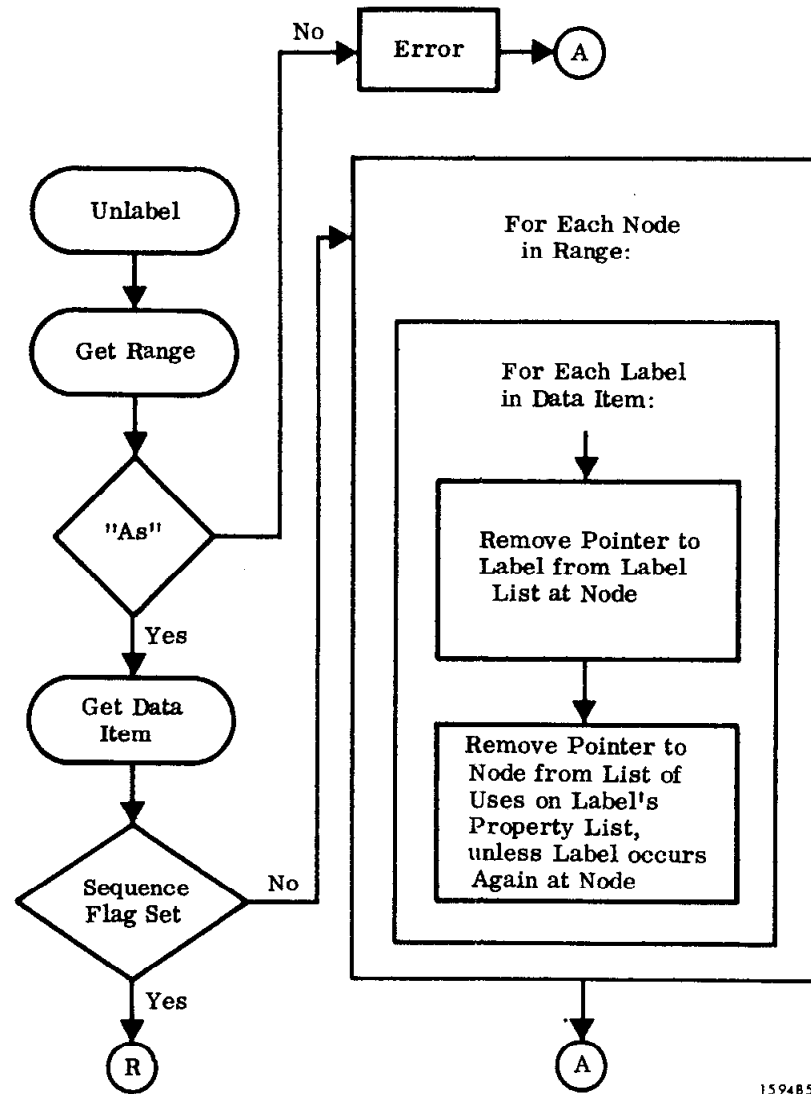 No
Error
A
Unlabel
Get Range
"As"
Yes
Get Data
Item
Sequence
Flag Set
No
Yes
R
For Each Node
in Range:
For Each Label
in Data Item:
Remove Pointer to
Label from Label
List at Node
Remove Pointer to
Node from List of
Uses on Label's
Property List,
unless Label occurs
Again at Node
A
159485